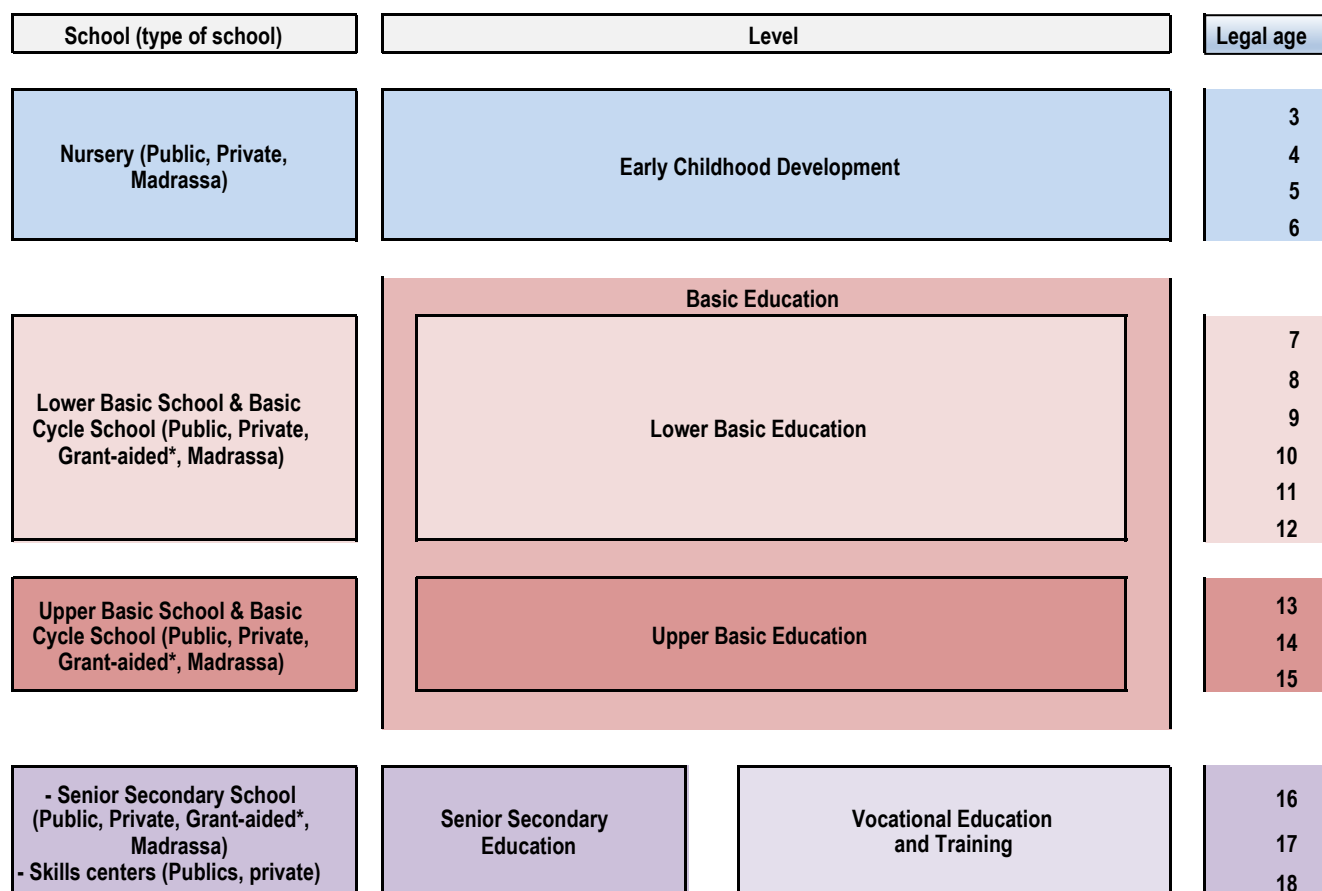 School (type of school)
Level
Legal age
Nursery (Public, Private,
Madrassa)
Early Childhood Development
3
4
5
6
Basic Education
Lower Basic School & Basic
Cycle School (Public, Private,
Grant-aided*, Madrassa)
Lower Basic Education
7
8
9
10
11
12
Upper Basic School & Basic
Cycle School (Public, Private,
Grant-aided*, Madrassa)
Upper Basic Education
13
14
15
- Senior Secondary School
(Public, Private, Grant-aided*,
Madrassa)
- Skills centers (Publics, private)
Senior Secondary
Education
Vocational Education
and Training
16
17
18